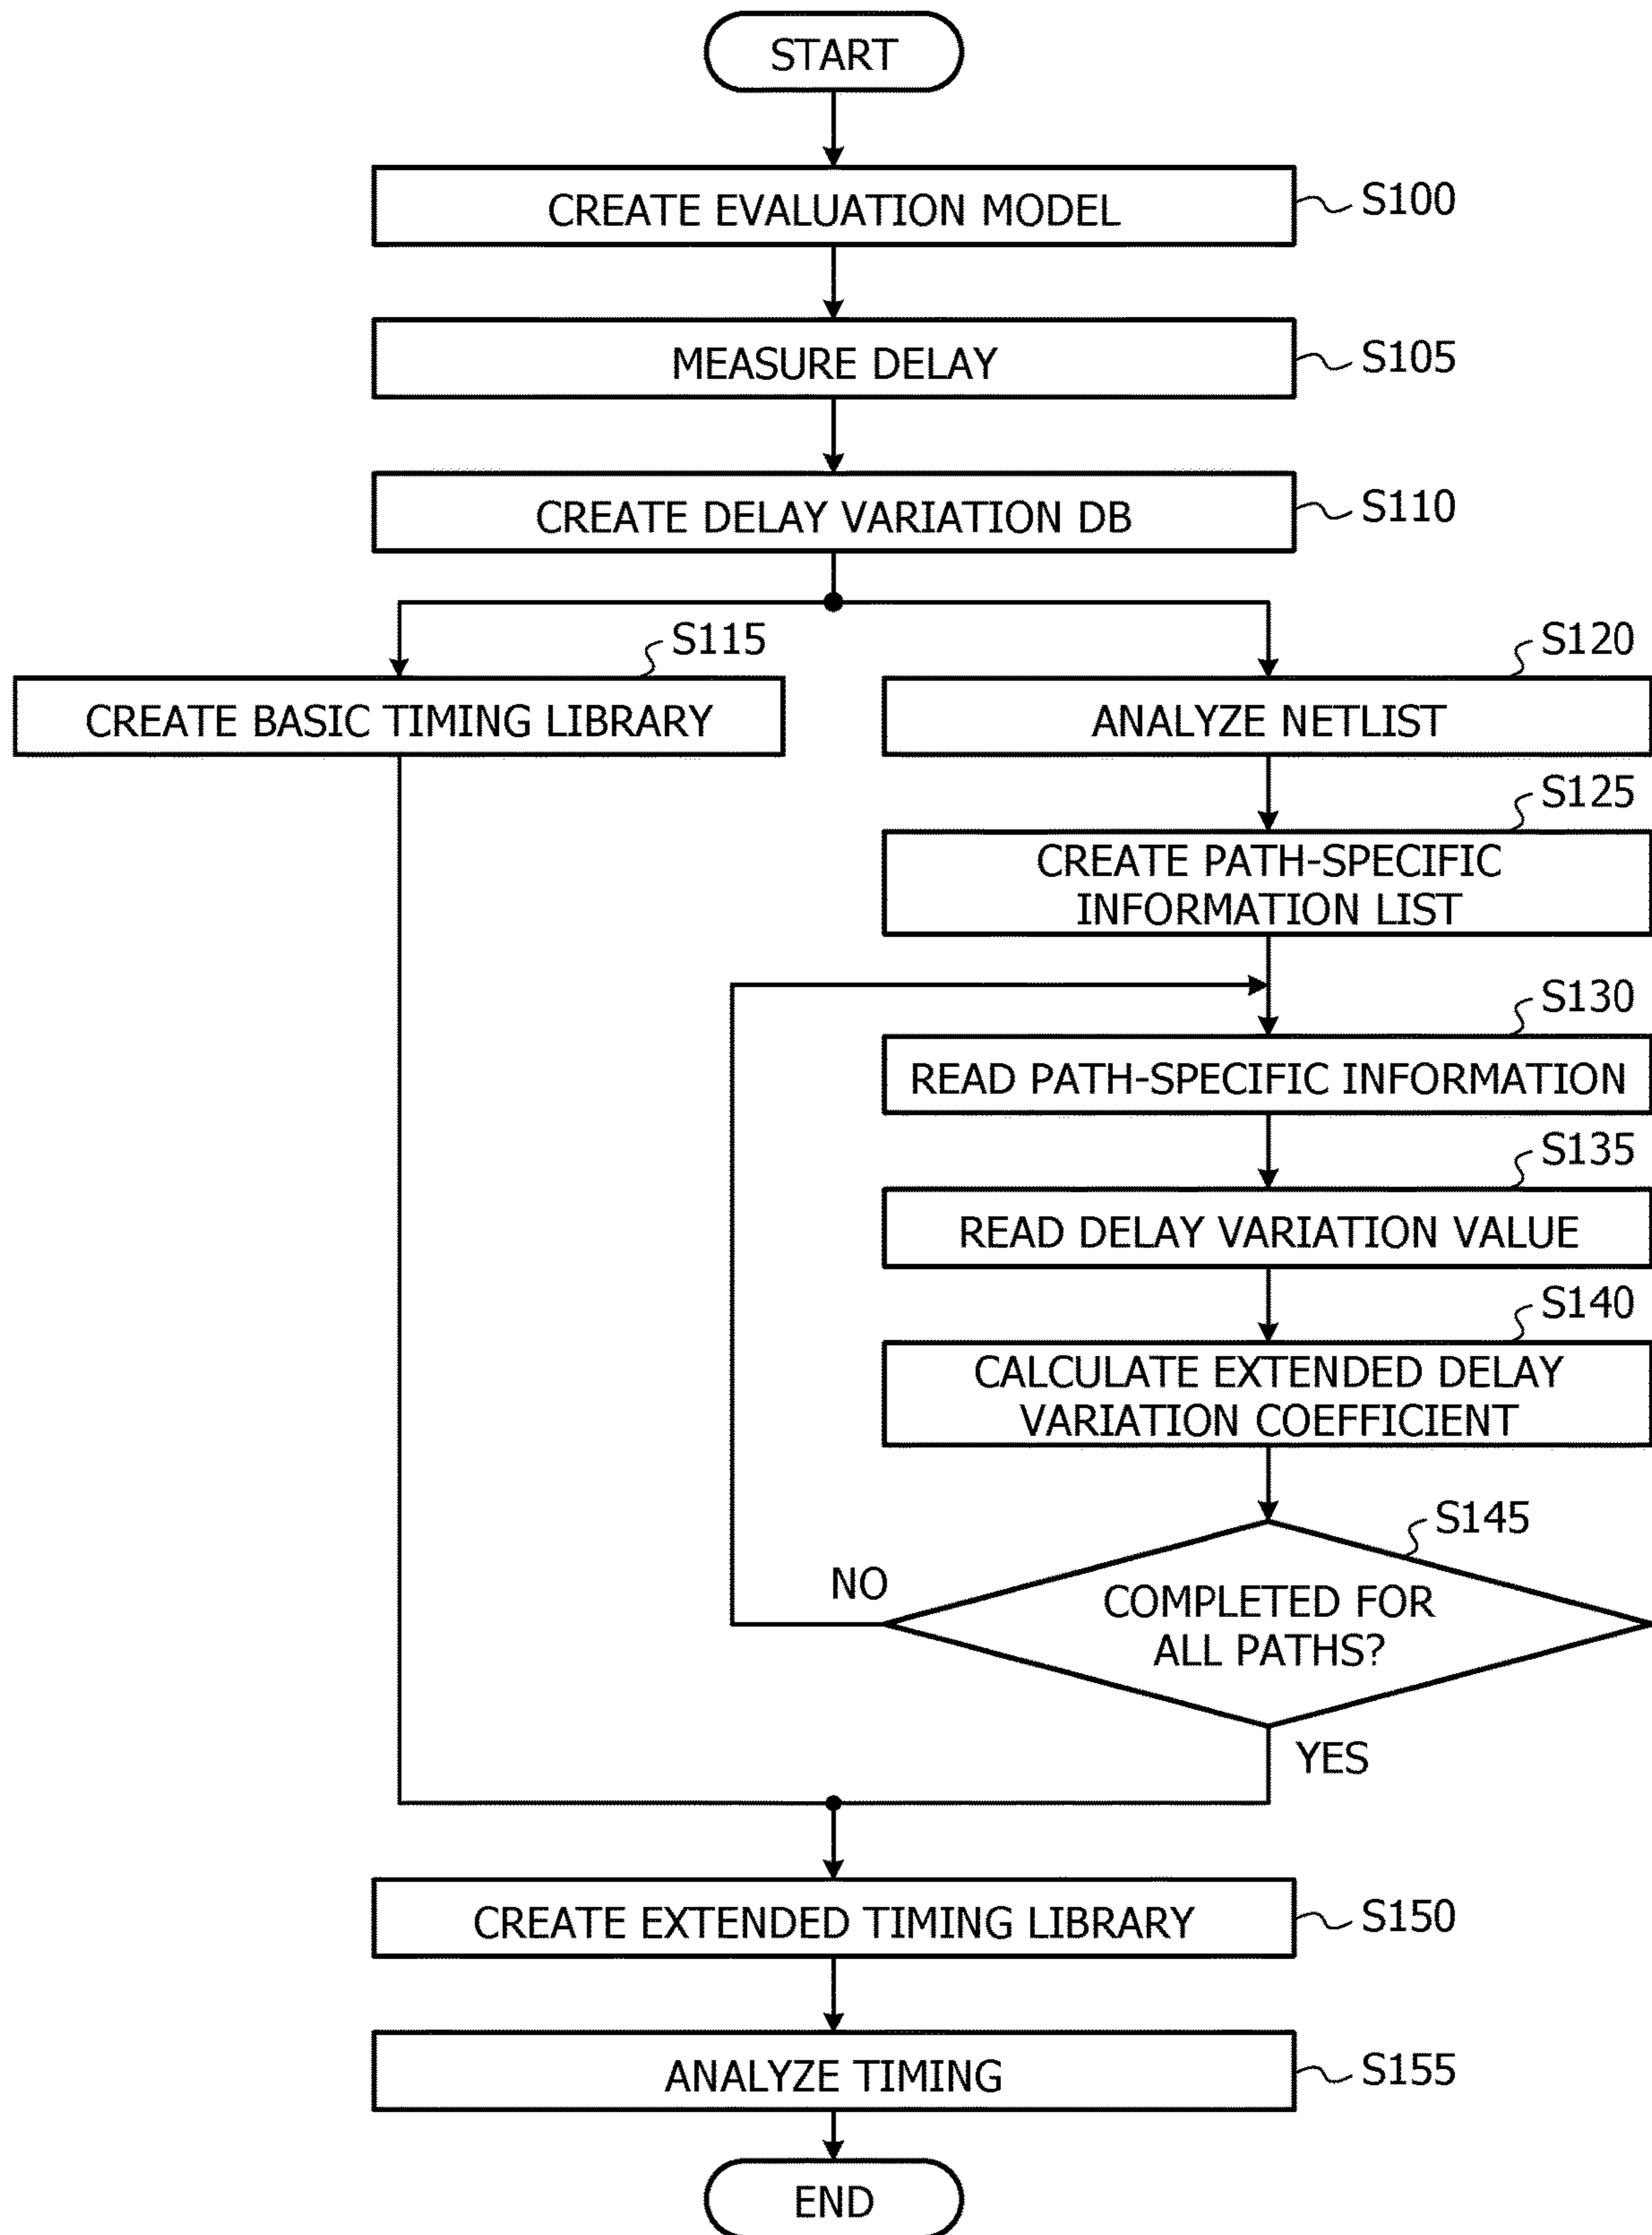 START
CREATE EVALUATION MODEL
S100
MEASURE DELAY
S105
CREATE DELAY VARIATION DB
S110
S115
CREATE BASIC TIMING LIBRARY
S120
ANALYZE NETLIST
S125
CREATE PATH-SPECIFIC
INFORMATION LIST
S130
READ PATH-SPECIFIC INFORMATION
S135
READ DELAY VARIATION VALUE
S140
CALCULATE EXTENDED DELAY
VARIATION COEFFICIENT
S145
NO
COMPLETED FOR
ALL PATHS?
YES
CREATE EXTENDED TIMING LIBRARY
S150
ANALYZE TIMING
S155
END